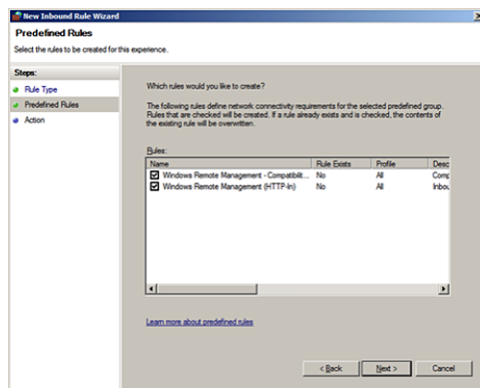 New Inbound Rule Wizard
Predefined Rules
Select the rules to be created for this experience.
Steps:
Rule Type
Predefined Rules
Action
Which rules would you like to create?
The following rules define network connectivity requirements for the selected predefined group.
Rules that are checked will be created. If a rule already exists and is checked, the contents of
the existing rule will be overwritten.
Rules:
Name Rule Exists Profile Desc
Windows Remote Management - Compatibilit... No All Comp
Windows Remote Management (HTTP-In) No All Inbou
Learn more about predefined rules
< Back Next > Cancel